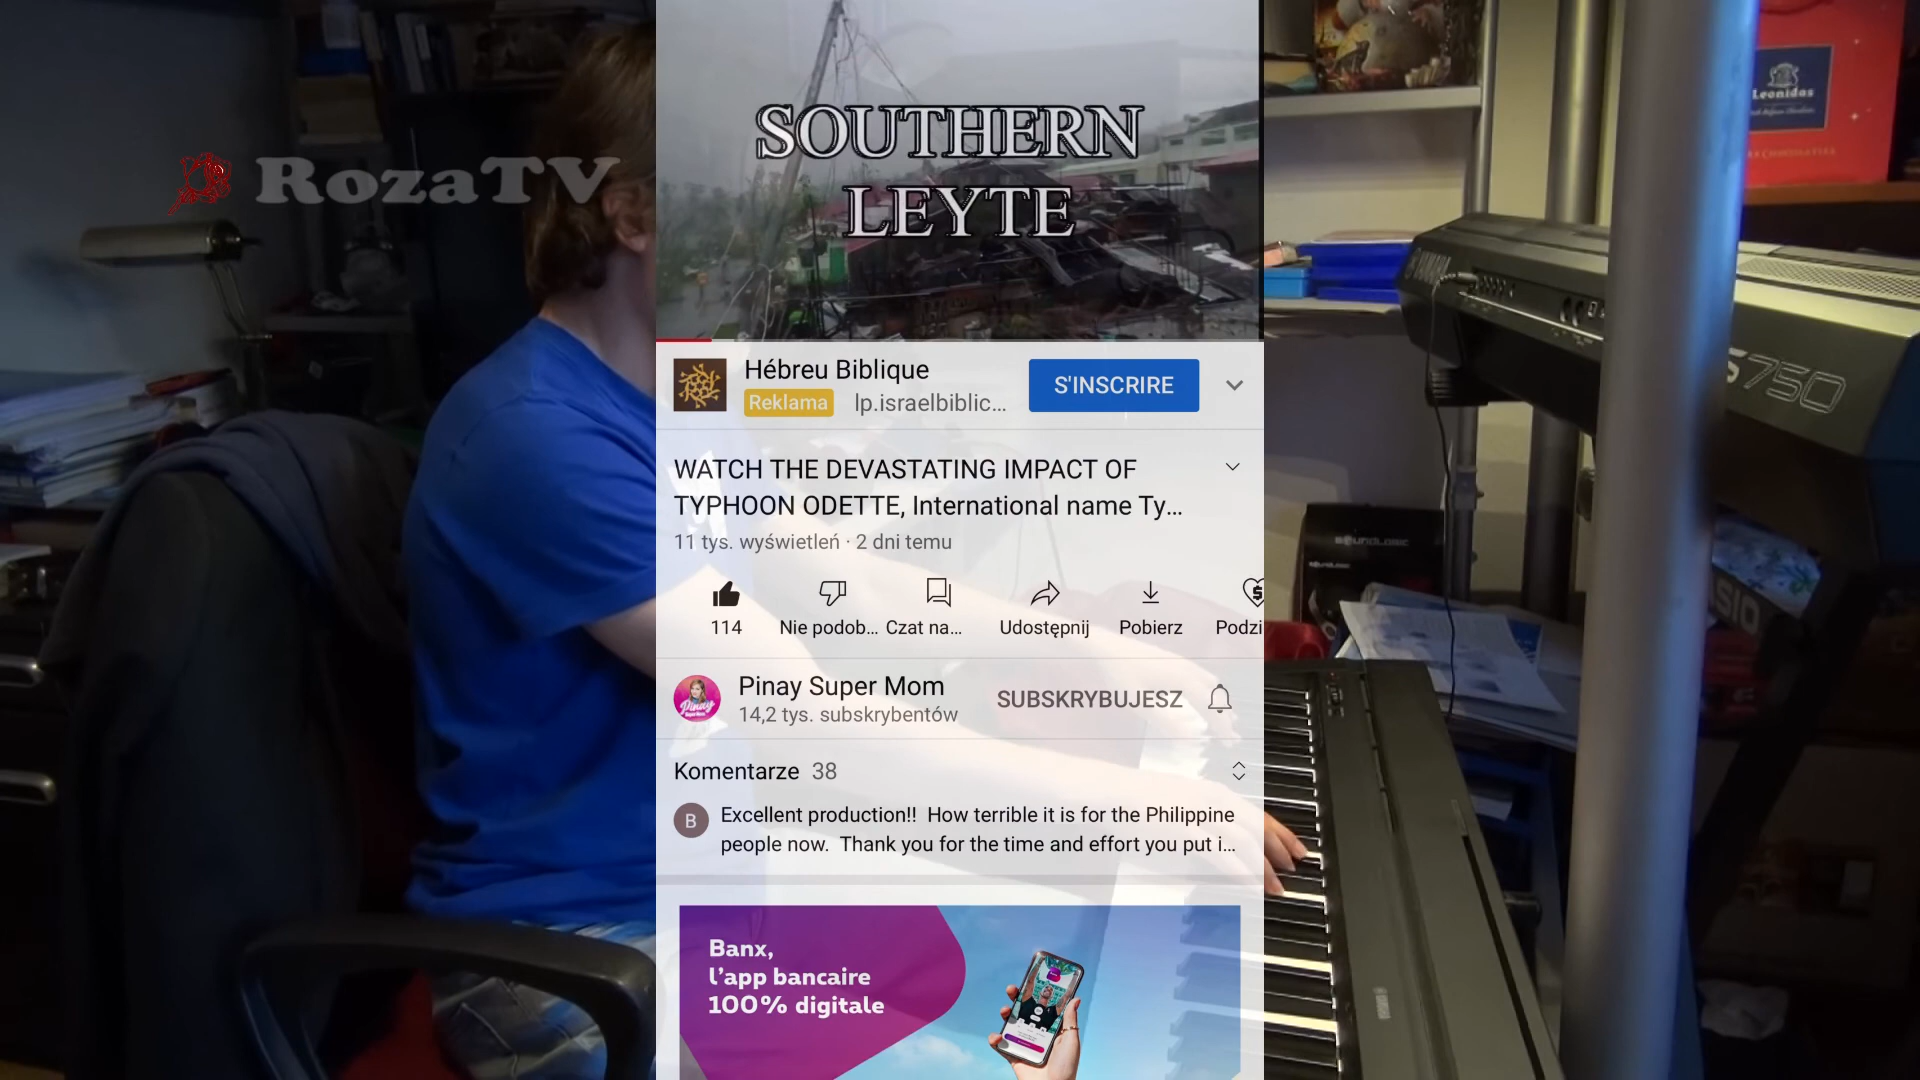 RozaTV
SOUTHERN
LEYTE
Hébreu Biblique
Reklama lp.israelbiblic...
S'INSCRIRE
WATCH THE DEVASTATING IMPACT OF
TYPHOON ODETTE, International name Ty...
11 tys. wyświetleń · 2 dni temu
114
Nie podob...
Czat na...
Udostępnij
Pobierz
Podzi
Pinay Super Mom
14,2 tys. subskrybentów
SUBSKRYBUJESZ
Komentarze 38
B
Excellent production!! How terrible it is for the Philippine
people now. Thank you for the time and effort you put i...
Banx,
l'app bancaire
100% digitale
Leonidas
S750
SOUNDLOGIC
CASIO
Pinay